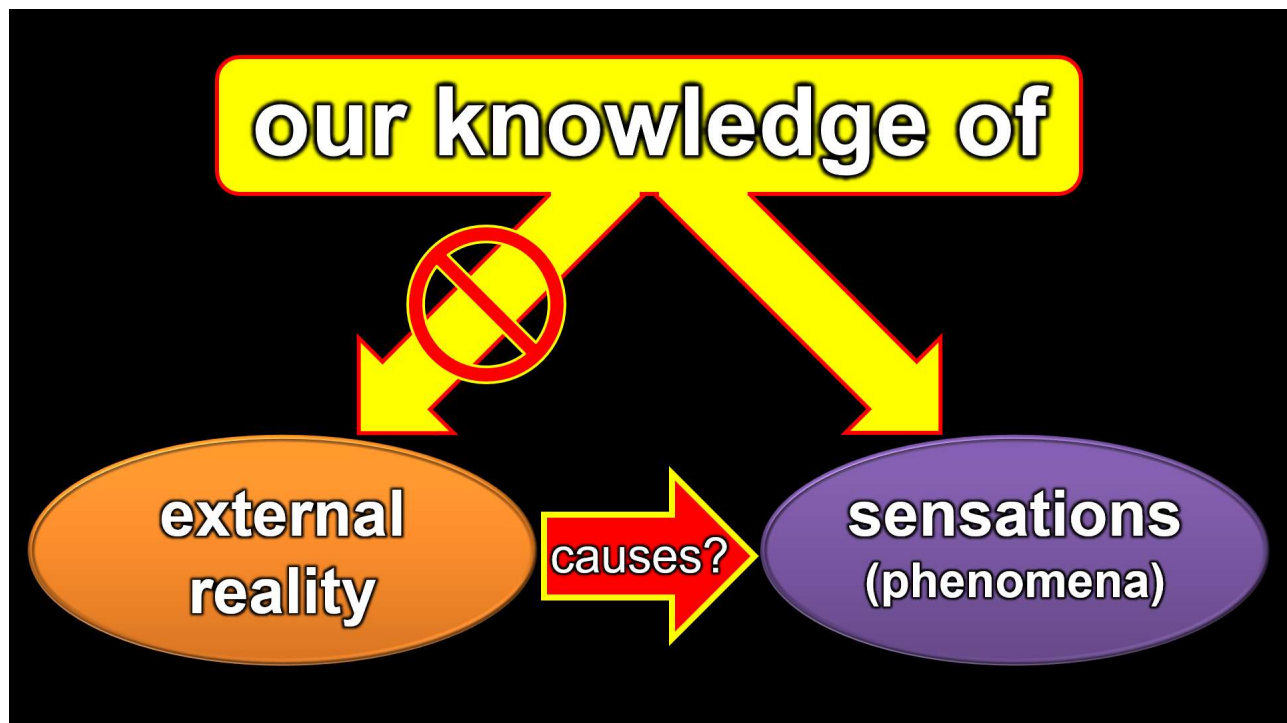 our knowledge of
external
reality
causes?
sensations
(phenomena)